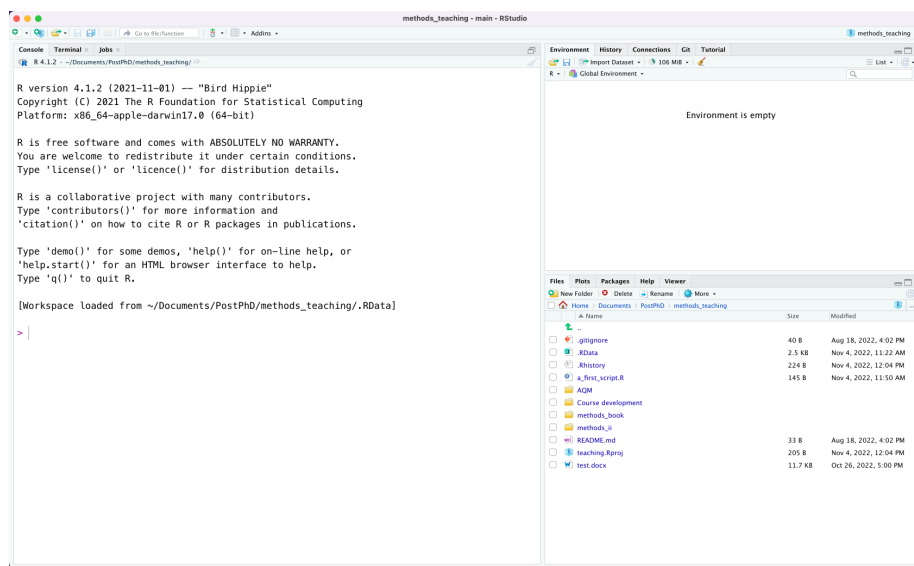 methods_teaching - main - RStudio
Go to file/function
Addins
methods_teaching
Console Terminal Jobs
R 4.1.2 · ~/Documents/PostPhD/methods_teaching/
R version 4.1.2 (2021-11-01) -- "Bird Hippie"
Copyright (C) 2021 The R Foundation for Statistical Computing
Platform: x86_64-apple-darwin17.0 (64-bit)
R is free software and comes with ABSOLUTELY NO WARRANTY.
You are welcome to redistribute it under certain conditions.
Type 'license()' or 'licence()' for distribution details.
R is a collaborative project with many contributors.
Type 'contributors()' for more information and
'citation()' on how to cite R or R packages in publications.
Type 'demo()' for some demos, 'help()' for on-line help, or
'help.start()' for an HTML browser interface to help.
Type 'q()' to quit R.
[Workspace loaded from ~/Documents/PostPhD/methods_teaching/.RData]
>
Environment History Connections Git Tutorial
Import Dataset 106 MiB List
R Global Environment
Environment is empty
Files Plots Packages Help Viewer
New Folder Delete Rename More
Home Documents PostPhD methods_teaching
Name Size Modified
..
.gitignore 40 B Aug 18, 2022, 4:02 PM
.RData 2.5 KB Nov 4, 2022, 11:22 AM
.Rhistory 224 B Nov 4, 2022, 12:04 PM
a_first_script.R 145 B Nov 4, 2022, 11:50 AM
AQM
Course development
methods_book
methods_ii
README.md 33 B Aug 18, 2022, 4:02 PM
teaching.Rproj 205 B Nov 4, 2022, 12:04 PM
test.docx 11.7 KB Oct 26, 2022, 5:00 PM